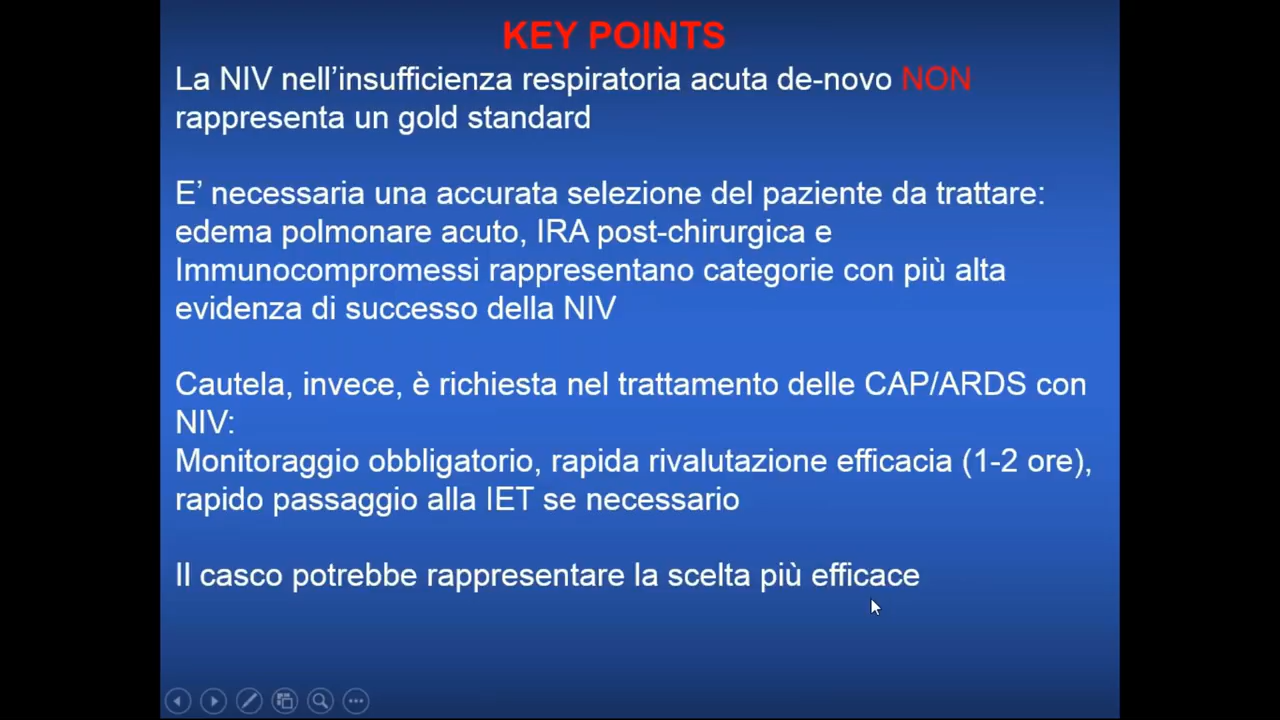 KEY POINTS
La NIV nell’insufficienza respiratoria acuta de-novo NON
rappresenta un gold standard
E’ necessaria una accurata selezione del paziente da trattare:
edema polmonare acuto, IRA post-chirurgica e
Immunocompromessi rappresentano categorie con più alta
evidenza di successo della NIV
Cautela, invece, è richiesta nel trattamento delle CAP/ARDS con
NIV:
Monitoraggio obbligatorio, rapida rivalutazione efficacia (1-2 ore),
rapido passaggio alla IET se necessario
Il casco potrebbe rappresentare la scelta più efficace